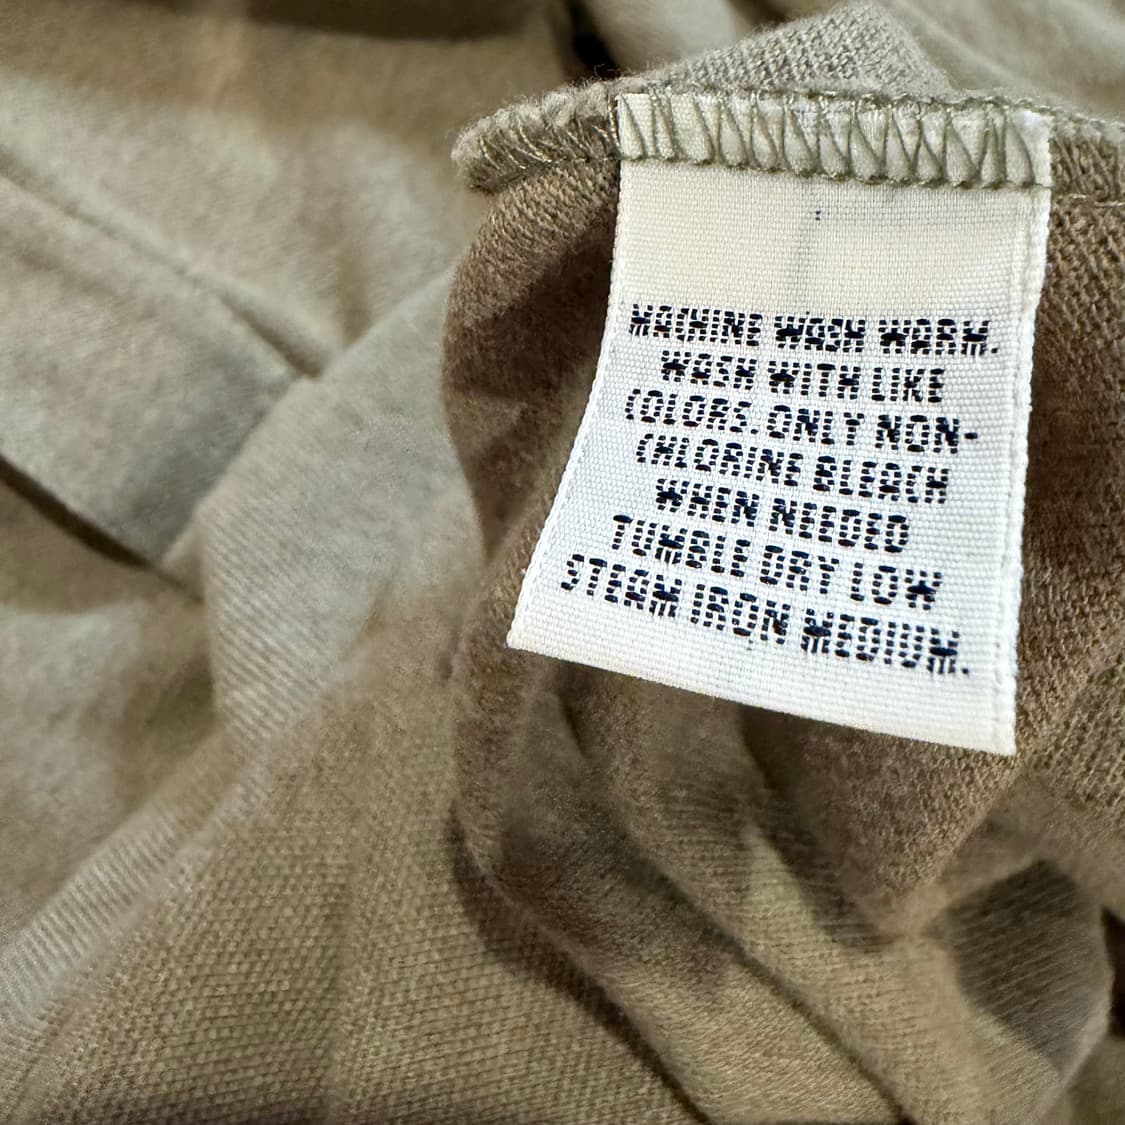 MACHINE WASH WARM.
WASH WITH LIKE
COLORS. ONLY NON-
CHLORINE BLEACH
WHEN NEEDED
TUMBLE DRY LOW
STEAM IRON MEDIUM.